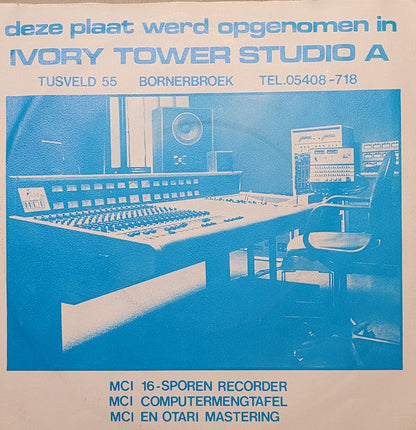 deze plaat werd opgenomen in
IVORY TOWER STUDIO A
TUSVELD 55 BORNERBROEK TEL.05408-718
MCI
MCI 16-SPOREN RECORDER
MCI COMPUTERMENGTAFEL
MCI EN OTARI MASTERING